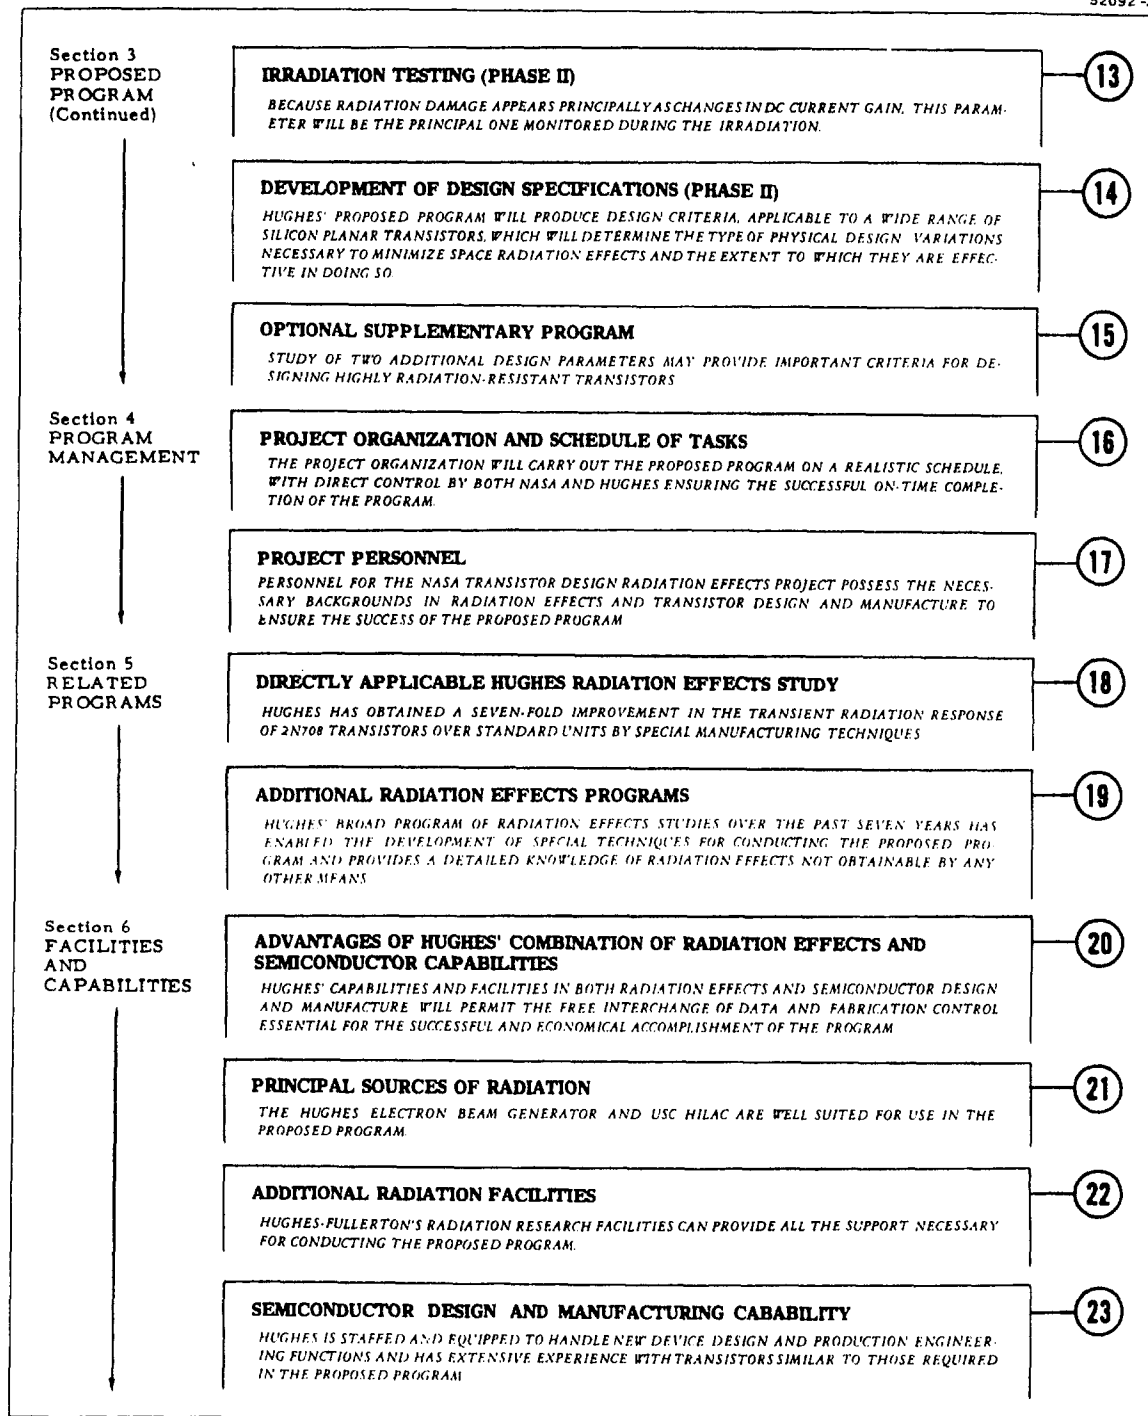 Section 3
PROPOSED
PROGRAM
(Continued)
IRRADIATION TESTING (PHASE II)
BECAUSE RADIATION DAMAGE APPEARS PRINCIPALLY AS CHANGES IN DC CURRENT GAIN, THIS PARAM-
ETER WILL BE THE PRINCIPAL ONE MONITORED DURING THE IRRADIATION.
13
DEVELOPMENT OF DESIGN SPECIFICATIONS (PHASE II)
HUGHES' PROPOSED PROGRAM WILL PRODUCE DESIGN CRITERIA, APPLICABLE TO A WIDE RANGE OF
SILICON PLANAR TRANSISTORS, WHICH WILL DETERMINE THE TYPE OF PHYSICAL DESIGN VARIATIONS
NECESSARY TO MINIMIZE SPACE RADIATION EFFECTS AND THE EXTENT TO WHICH THEY ARE EFFEC-
TIVE IN DOING SO.
14
OPTIONAL SUPPLEMENTARY PROGRAM
STUDY OF TWO ADDITIONAL DESIGN PARAMETERS MAY PROVIDE IMPORTANT CRITERIA FOR DE-
SIGNING HIGHLY RADIATION-RESISTANT TRANSISTORS
15
Section 4
PROGRAM
MANAGEMENT
PROJECT ORGANIZATION AND SCHEDULE OF TASKS
THE PROJECT ORGANIZATION WILL CARRY OUT THE PROPOSED PROGRAM ON A REALISTIC SCHEDULE,
WITH DIRECT CONTROL BY BOTH NASA AND HUGHES ENSURING THE SUCCESSFUL ON-TIME COMPLE-
TION OF THE PROGRAM.
16
PROJECT PERSONNEL
PERSONNEL FOR THE NASA TRANSISTOR DESIGN RADIATION EFFECTS PROJECT POSSESS THE NECES-
SARY BACKGROUNDS IN RADIATION EFFECTS AND TRANSISTOR DESIGN AND MANUFACTURE TO
ENSURE THE SUCCESS OF THE PROPOSED PROGRAM
17
Section 5
RELATED
PROGRAMS
DIRECTLY APPLICABLE HUGHES RADIATION EFFECTS STUDY
HUGHES HAS OBTAINED A SEVEN-FOLD IMPROVEMENT IN THE TRANSIENT RADIATION RESPONSE
OF 2N708 TRANSISTORS OVER STANDARD UNITS BY SPECIAL MANUFACTURING TECHNIQUES
18
ADDITIONAL RADIATION EFFECTS PROGRAMS
HUGHES' BROAD PROGRAM OF RADIATION EFFECTS STUDIES OVER THE PAST SEVEN YEARS HAS
ENABLED THE DEVELOPMENT OF SPECIAL TECHNIQUES FOR CONDUCTING THE PROPOSED PRO-
GRAM AND PROVIDES A DETAILED KNOWLEDGE OF RADIATION EFFECTS NOT OBTAINABLE BY ANY
OTHER MEANS
19
Section 6
FACILITIES
AND
CAPABILITIES
ADVANTAGES OF HUGHES' COMBINATION OF RADIATION EFFECTS AND
SEMICONDUCTOR CAPABILITIES
HUGHES' CAPABILITIES AND FACILITIES IN BOTH RADIATION EFFECTS AND SEMICONDUCTOR DESIGN
AND MANUFACTURE WILL PERMIT THE FREE INTERCHANGE OF DATA AND FABRICATION CONTROL
ESSENTIAL FOR THE SUCCESSFUL AND ECONOMICAL ACCOMPLISHMENT OF THE PROGRAM
20
PRINCIPAL SOURCES OF RADIATION
THE HUGHES ELECTRON BEAM GENERATOR AND USC HILAC ARE WELL SUITED FOR USE IN THE
PROPOSED PROGRAM.
21
ADDITIONAL RADIATION FACILITIES
HUGHES-FULLERTON'S RADIATION RESEARCH FACILITIES CAN PROVIDE ALL THE SUPPORT NECESSARY
FOR CONDUCTING THE PROPOSED PROGRAM.
22
SEMICONDUCTOR DESIGN AND MANUFACTURING CABABILITY
HUGHES IS STAFFED AND EQUIPPED TO HANDLE NEW DEVICE DESIGN AND PRODUCTION ENGINEER-
ING FUNCTIONS AND HAS EXTENSIVE EXPERIENCE WITH TRANSISTORS SIMILAR TO THOSE REQUIRED
IN THE PROPOSED PROGRAM
23